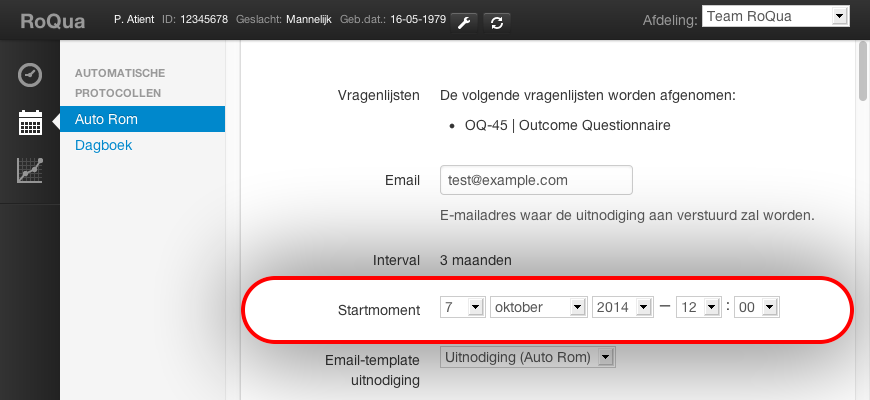 RoQua P. Atient ID: 12345678 Geslacht: Mannelijk Geb.dat.: 16-05-1979 Afdeling: Team RoQua
AUTOMATISCHE
PROTOCOLLEN
Auto Rom
Dagboek
Vragenlijsten De volgende vragenlijsten worden afgenomen:
• OQ-45 | Outcome Questionnaire
Email test@example.com
E-mailadres waar de uitnodiging aan verstuurd zal worden.
Interval 3 maanden
Startmoment 7 oktober 2014 — 12 : 00
Email-template Uitnodiging (Auto Rom)
uitnodiging